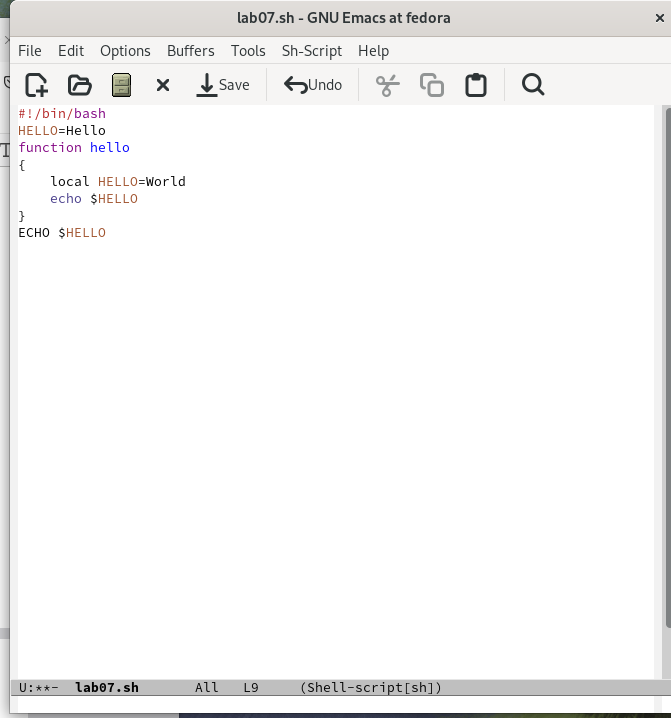 lab07.sh - GNU Emacs at fedora
File Edit Options Buffers Tools Sh-Script Help
Save Undo
#!/bin/bash
HELLO=Hello
function hello
{
    local HELLO=World
    echo $HELLO
}
ECHO $HELLO
U:**- lab07.sh All L9 (Shell-script[sh])